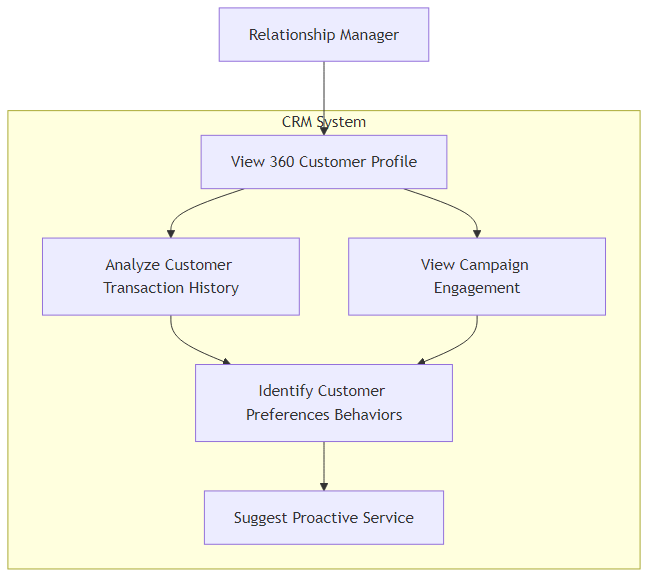 Relationship Manager
CRM System
View 360 Customer Profile
Analyze Customer
Transaction History
View Campaign
Engagement
Identify Customer
Preferences Behaviors
Suggest Proactive Service